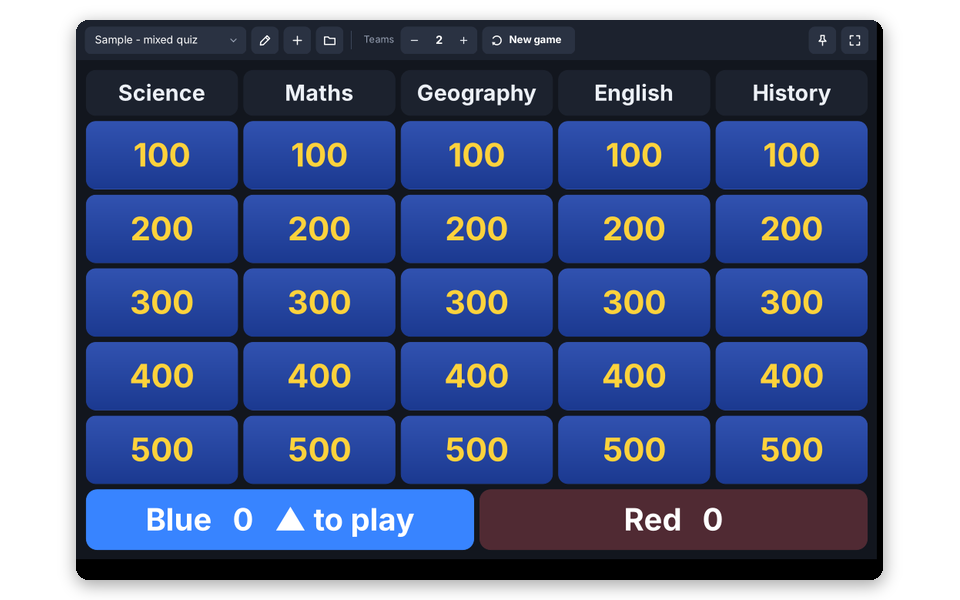 Sample - mixed quiz Teams − 2 + New game
Science Maths Geography English History
100 100 100 100 100
200 200 200 200 200
300 300 300 300 300
400 400 400 400 400
500 500 500 500 500
Blue 0 ▲ to play Red 0